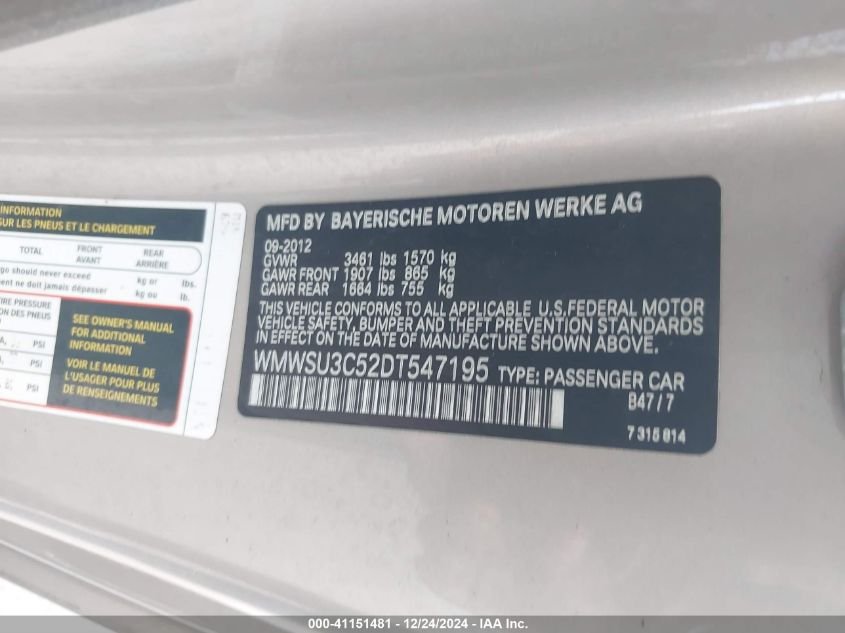 INFORMATION
SUR LES PNEUS ET LE CHARGEMENT
TOTAL FRONT REAR
AVANT ARRIÈRE
go should never exceed kg or lbs.
ent ne doit jamais dépasser kg ou lb.
TIRE PRESSURE
ION DES PNEUS
PSI
PSI
SEE OWNER'S MANUAL
FOR ADDITIONAL
INFORMATION
VOIR LE MANUEL DE
L'USAGER POUR PLUS
DE RENSEIGNEMENTS
MFD BY BAYERISCHE MOTOREN WERKE AG
09-2012
GVWR 3461 lbs 1570 kg
GAWR FRONT 1907 lbs 865 kg
GAWR REAR 1664 lbs 755 kg
THIS VEHICLE CONFORMS TO ALL APPLICABLE U.S.FEDERAL MOTOR
VEHICLE SAFETY, BUMPER AND THEFT PREVENTION STANDARDS
IN EFFECT ON THE DATE OF MANUFACTURE SHOWN ABOVE.
WMWSU3C52DT547195 TYPE: PASSENGER CAR
B47/7
7 315 814
000-41151481 - 12/24/2024 - IAA Inc.